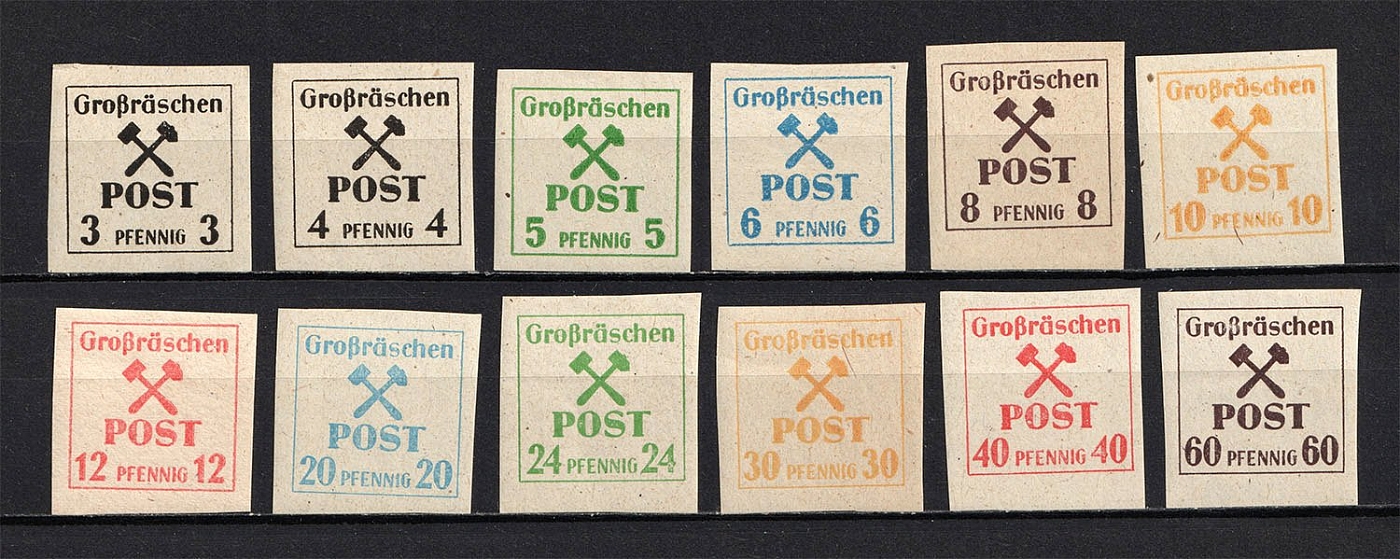 Großräschen
POST
3 PFENNIG 3
Großräschen
POST
4 PFENNIG 4
Großräschen
POST
5 PFENNIG 5
Großräschen
POST
6 PFENNIG 6
Großräschen
POST
8 PFENNIG 8
Großräschen
POST
10 PFENNIG 10
Großräschen
POST
12 PFENNIG 12
Großräschen
POST
20 PFENNIG 20
Großräschen
POST
24 PFENNIG 24
Großräschen
POST
30 PFENNIG 30
Großräschen
POST
40 PFENNIG 40
Großräschen
POST
60 PFENNIG 60